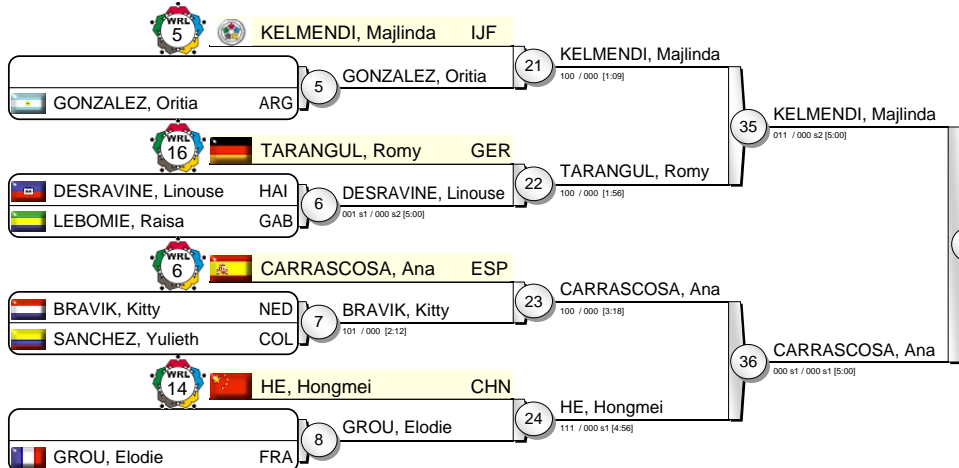 WRL 5 KELMENDI, Majlinda IJF
21 KELMENDI, Majlinda
100 / 000 [1:09]
5 GONZALEZ, Oritia
GONZALEZ, Oritia ARG
35 KELMENDI, Majlinda
011 / 000 s2 [5:00]
WRL 16 TARANGUL, Romy GER
22 TARANGUL, Romy
100 / 000 [1:56]
DESRAVINE, Linouse HAI
6 DESRAVINE, Linouse
001 s1 / 000 s2 [5:00]
LEBOMIE, Raisa GAB
WRL 6 CARRASCOSA, Ana ESP
23 CARRASCOSA, Ana
100 / 000 [3:18]
BRAVIK, Kitty NED
7 BRAVIK, Kitty
101 / 000 [2:12]
SANCHEZ, Yulieth COL
36 CARRASCOSA, Ana
000 s1 / 000 s1 [5:00]
WRL 14 HE, Hongmei CHN
24 HE, Hongmei
111 / 000 s1 [4:56]
8 GROU, Elodie
GROU, Elodie FRA